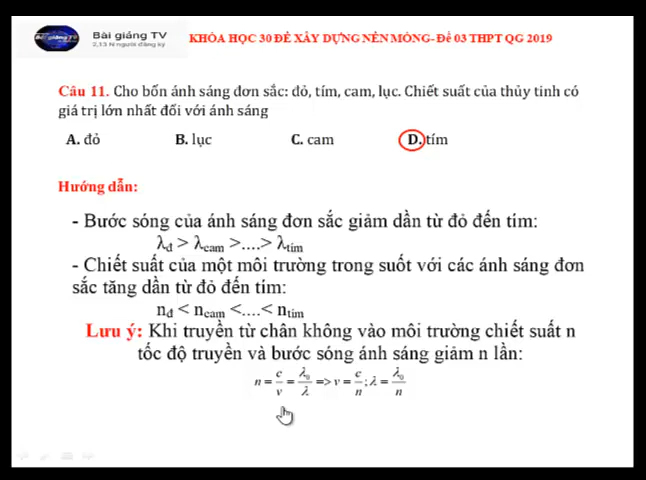 Bài giảng TV
2,13 N người đăng ký
KHÓA HỌC 30 ĐỀ XÂY DỰNG NỀN MÓNG- Đề 03 THPT QG 2019
Câu 11. Cho bốn ánh sáng đơn sắc: đỏ, tím, cam, lục. Chiết suất của thủy tinh có
giá trị lớn nhất đối với ánh sáng
A. đỏ B. lục C. cam D. tím
Hướng dẫn:
- Bước sóng của ánh sáng đơn sắc giảm dần từ đỏ đến tím:
λđ > λcam >....> λtím
- Chiết suất của một môi trường trong suốt với các ánh sáng đơn
sắc tăng dần từ đỏ đến tím:
nđ < ncam <....< ntím
Lưu ý: Khi truyền từ chân không vào môi trường chiết suất n
tốc độ truyền và bước sóng ánh sáng giảm n lần:
n = c/v = λ0/λ => v = c/n ; λ = λ0/n